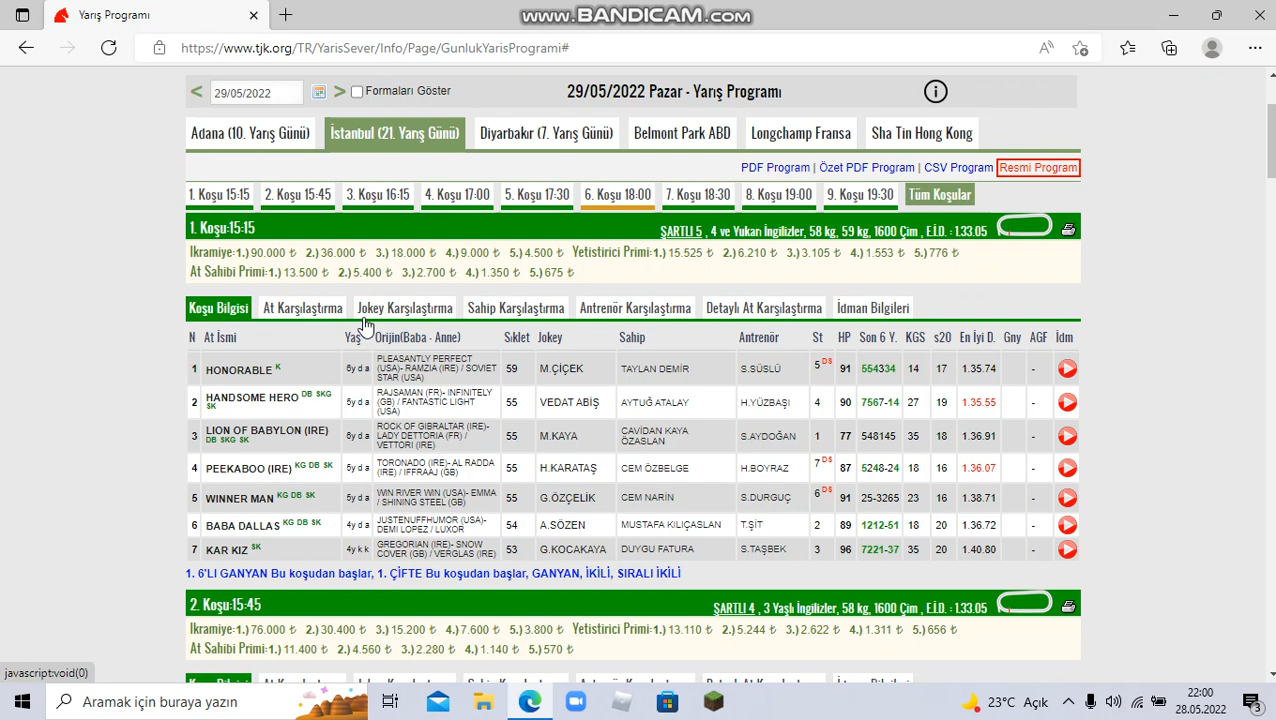 Yarış Programı
www.BANDICAM.com
https://www.tjk.org/TR/YarisSever/Info/Page/GunlukYarisProgrami#
< 29/05/2022 > Formaları Göster 29/05/2022 Pazar - Yarış Programı
Adana (10. Yarış Günü) İstanbul (21. Yarış Günü) Diyarbakır (7. Yarış Günü) Belmont Park ABD Longchamp Fransa Sha Tin Hong Kong
PDF Program | Özet PDF Program | CSV Program Resmi Program
1. Koşu 15:15 2. Koşu 15:45 3. Koşu 16:15 4. Koşu 17:00 5. Koşu 17:30 6. Koşu 18:00 7. Koşu 18:30 8. Koşu 19:00 9. Koşu 19:30 Tüm Koşular
1. Koşu:15:15 ŞARTLI 5 , 4 ve Yukarı İngilizler, 58 kg, 59 kg, 1600 Çim , E.İ.D. : 1.33.05
İkramiye:1.) 90.000 ₺ 2.) 36.000 ₺ 3.) 18.000 ₺ 4.) 9.000 ₺ 5.) 4.500 ₺ Yetistirici Primi:1.) 15.525 ₺ 2.) 6.210 ₺ 3.) 3.105 ₺ 4.) 1.553 ₺ 5.) 776 ₺
At Sahibi Primi:1.) 13.500 ₺ 2.) 5.400 ₺ 3.) 2.700 ₺ 4.) 1.350 ₺ 5.) 675 ₺
Koşu Bilgisi At Karşılaştırma Jokey Karşılaştırma Sahip Karşılaştırma Antrenör Karşılaştırma Detaylı At Karşılaştırma İdman Bilgileri
N At İsmi Yaş Orijin(Baba - Anne) Sıklet Jokey Sahip Antrenör St HP Son 6 Y. KGS s20 En İyi D. Gny AGF İdm
1 HONORABLE K 6y d a PLEASANTLY PERFECT (USA)- RAMZIA (IRE) / SOVIET STAR (USA) 59 M.ÇİÇEK TAYLAN DEMİR S.SÜSLÜ 5 DS 91 554334 14 17 1.35.74 -
2 HANDSOME HERO DB SKG SK 5y d a RAJSAMAN (FR)- INFINITELY (GB) / FANTASTIC LIGHT (USA) 55 VEDAT ABİŞ AYTUĞ ATALAY H.YÜZBAŞI 4 90 7567-14 27 19 1.35.55 -
3 LION OF BABYLON (IRE) DB SKG SK 6y d a ROCK OF GIBRALTAR (IRE)- LADY DETTORIA (FR) / VETTORI (IRE) 55 M.KAYA CAVİDAN KAYA ÖZASLAN S.AYDOĞAN 1 77 548145 35 18 1.36.91 -
4 PEEKABOO (IRE) KG DB SK 5y d a TORONADO (IRE)- AL RADDA (IRE) / IFFRAAJ (GB) 55 H.KARATAŞ CEM ÖZBELGE H.BOYRAZ 7 DS 87 5248-24 18 16 1.36.07 -
5 WINNER MAN KG DB SK 5y d a WIN RIVER WIN (USA)- EMMA / SHINING STEEL (GB) 55 G.ÖZÇELİK CEM NARİN S.DURGUÇ 6 DS 91 25-3265 23 16 1.38.71 -
6 BABA DALLAS KG DB SK 4y d a JUSTENUFFHUMOR (USA)- DEMI LOPEZ / LUXOR 54 A.SÖZEN MUSTAFA KILIÇASLAN T.ŞİT 2 89 1212-51 18 20 1.36.72 -
7 KAR KIZ SK 4y k k GREGORIAN (IRE)- SNOW COVER (GB) / VERGLAS (IRE) 53 G.KOCAKAYA DUYGU FATURA S.TAŞBEK 3 96 7221-37 35 20 1.40.80 -
1. 6'LI GANYAN Bu koşudan başlar, 1. ÇİFTE Bu koşudan başlar, GANYAN, İKİLİ, SIRALI İKİLİ
2. Koşu:15:45 ŞARTLI 4 , 3 Yaşlı İngilizler, 58 kg, 1600 Çim , E.İ.D. : 1.33.05
İkramiye:1.) 76.000 ₺ 2.) 30.400 ₺ 3.) 15.200 ₺ 4.) 7.600 ₺ 5.) 3.800 ₺ Yetistirici Primi:1.) 13.110 ₺ 2.) 5.244 ₺ 3.) 2.622 ₺ 4.) 1.311 ₺ 5.) 656 ₺
At Sahibi Primi:1.) 11.400 ₺ 2.) 4.560 ₺ 3.) 2.280 ₺ 4.) 1.140 ₺ 5.) 570 ₺
javascript:void(0)
Aramak için buraya yazın 23°C Açık 22:00
28.05.2022 3